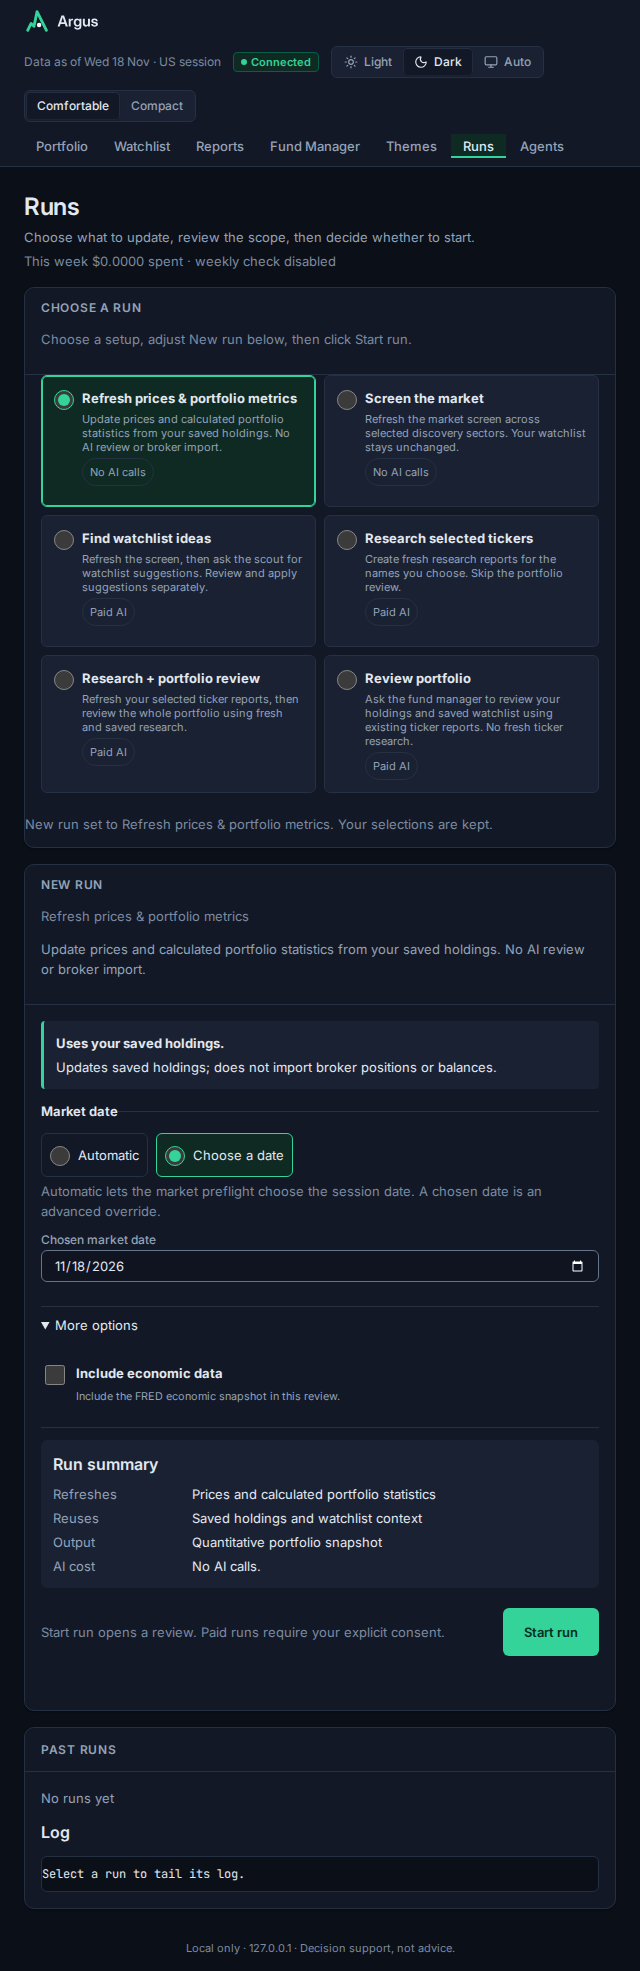 Argus
Data as of Wed 18 Nov · US session
Connected
Light
Dark
Auto
Comfortable
Compact
Portfolio
Watchlist
Reports
Fund Manager
Themes
Runs
Agents
Runs
Choose what to update, review the scope, then decide whether to start.
This week $0.0000 spent · weekly check disabled
CHOOSE A RUN
Choose a setup, adjust New run below, then click Start run.
Refresh prices & portfolio metrics
Update prices and calculated portfolio
statistics from your saved holdings. No
AI review or broker import.
No AI calls
Screen the market
Refresh the market screen across
selected discovery sectors. Your watchlist
stays unchanged.
No AI calls
Find watchlist ideas
Refresh the screen, then ask the scout for
watchlist suggestions. Review and apply
suggestions separately.
Paid AI
Research selected tickers
Create fresh research reports for the
names you choose. Skip the portfolio
review.
Paid AI
Research + portfolio review
Refresh your selected ticker reports, then
review the whole portfolio using fresh
and saved research.
Paid AI
Review portfolio
Ask the fund manager to review your
holdings and saved watchlist using
existing ticker reports. No fresh ticker
research.
Paid AI
New run set to Refresh prices & portfolio metrics. Your selections are kept.
NEW RUN
Refresh prices & portfolio metrics
Update prices and calculated portfolio statistics from your saved holdings. No AI review
or broker import.
Uses your saved holdings.
Updates saved holdings; does not import broker positions or balances.
Market date
Automatic
Choose a date
Automatic lets the market preflight choose the session date. A chosen date is an
advanced override.
Chosen market date
11/18/2026
▼ More options
Include economic data
Include the FRED economic snapshot in this review.
Run summary
Refreshes Prices and calculated portfolio statistics
Reuses Saved holdings and watchlist context
Output Quantitative portfolio snapshot
AI cost No AI calls.
Start run opens a review. Paid runs require your explicit consent.
Start run
PAST RUNS
No runs yet
Log
Select a run to tail its log.
Local only · 127.0.0.1 · Decision support, not advice.